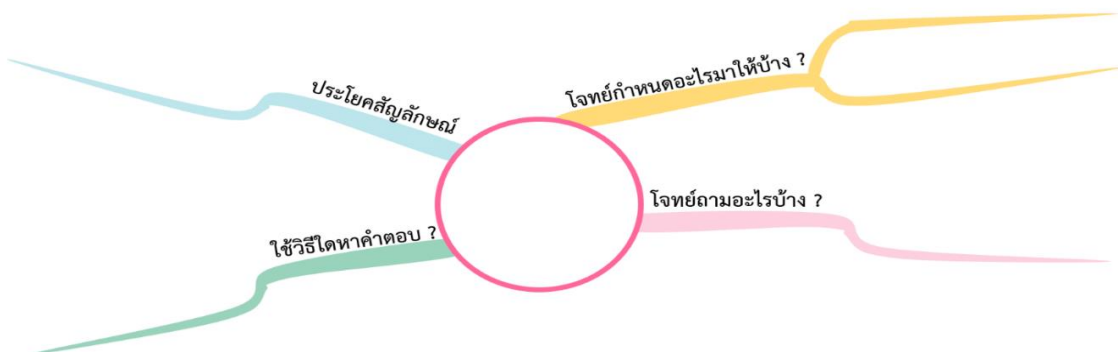 โจทย์กำหนดอะไรมาให้บ้าง ?
ประโยคสัญลักษณ์
โจทย์ถามอะไรบ้าง ?
ใช้วิธีใดหาคำตอบ ?